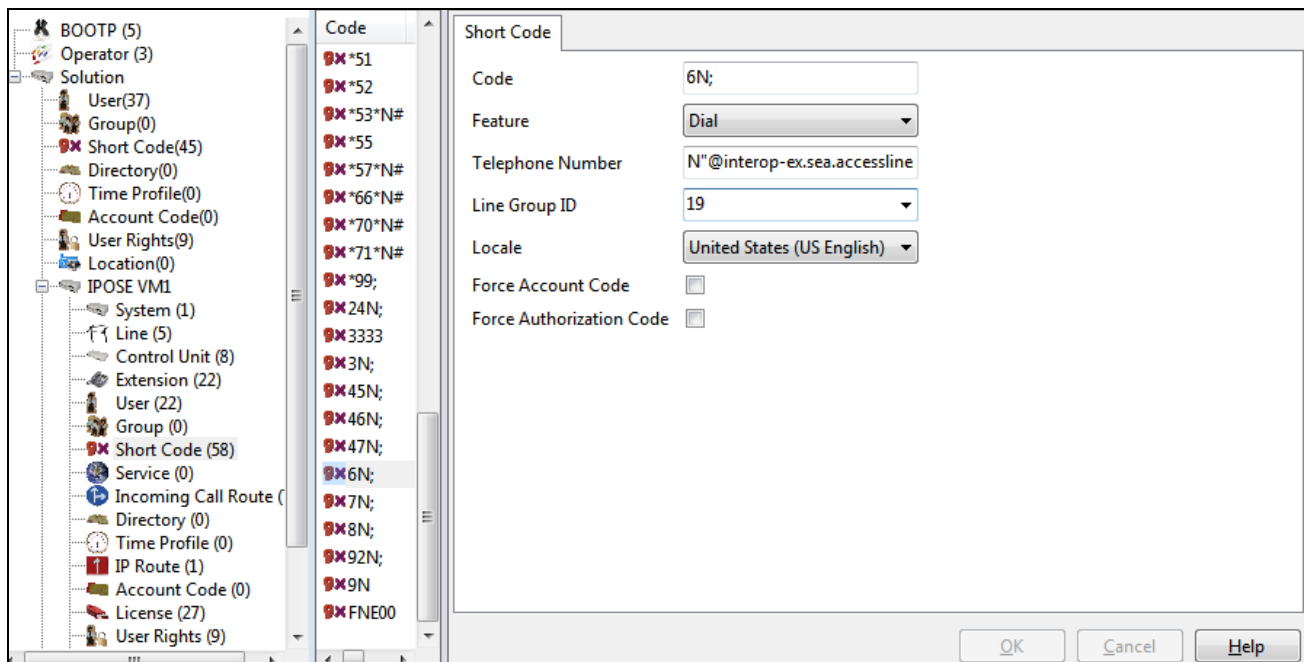 BOOTP (5)
Operator (3)
Solution
User(37)
Group(0)
Short Code(45)
Directory(0)
Time Profile(0)
Account Code(0)
User Rights(9)
Location(0)
IPOSE VM1
System (1)
Line (5)
Control Unit (8)
Extension (22)
User (22)
Group (0)
Short Code (58)
Service (0)
Incoming Call Route (
Directory (0)
Time Profile (0)
IP Route (1)
Account Code (0)
License (27)
User Rights (9)
Code
*51
*52
*53*N#
*55
*57*N#
*66*N#
*70*N#
*71*N#
*99;
24N;
3333
3N;
45N;
46N;
47N;
6N;
7N;
8N;
92N;
9N
FNE00
Short Code
Code 6N;
Feature Dial
Telephone Number N"@interop-ex.sea.accessline
Line Group ID 19
Locale United States (US English)
Force Account Code
Force Authorization Code
OK Cancel Help